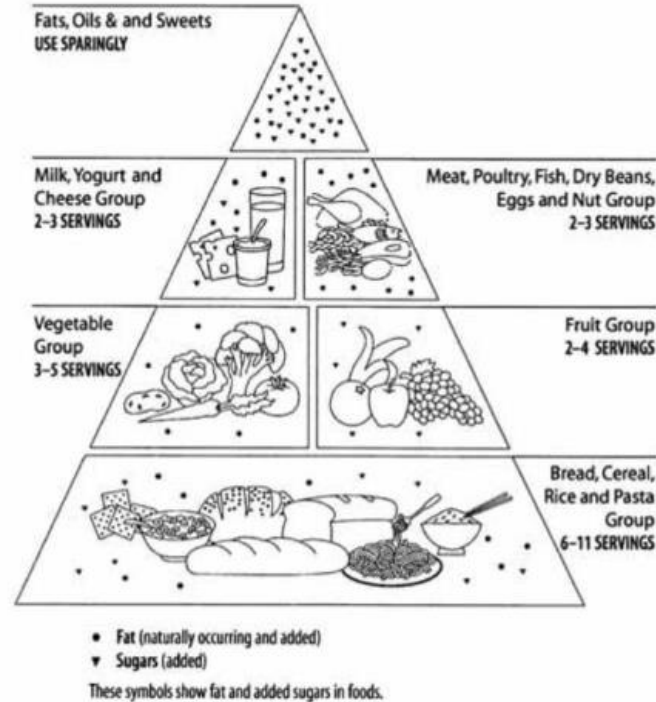 Fats, Oils & and Sweets
USE SPARINGLY
Milk, Yogurt and
Cheese Group
2–3 SERVINGS
Meat, Poultry, Fish, Dry Beans,
Eggs and Nut Group
2–3 SERVINGS
Vegetable
Group
3–5 SERVINGS
Fruit Group
2–4 SERVINGS
Bread, Cereal,
Rice and Pasta
Group
6–11 SERVINGS
• Fat (naturally occurring and added)
▼ Sugars (added)
These symbols show fat and added sugars in foods.